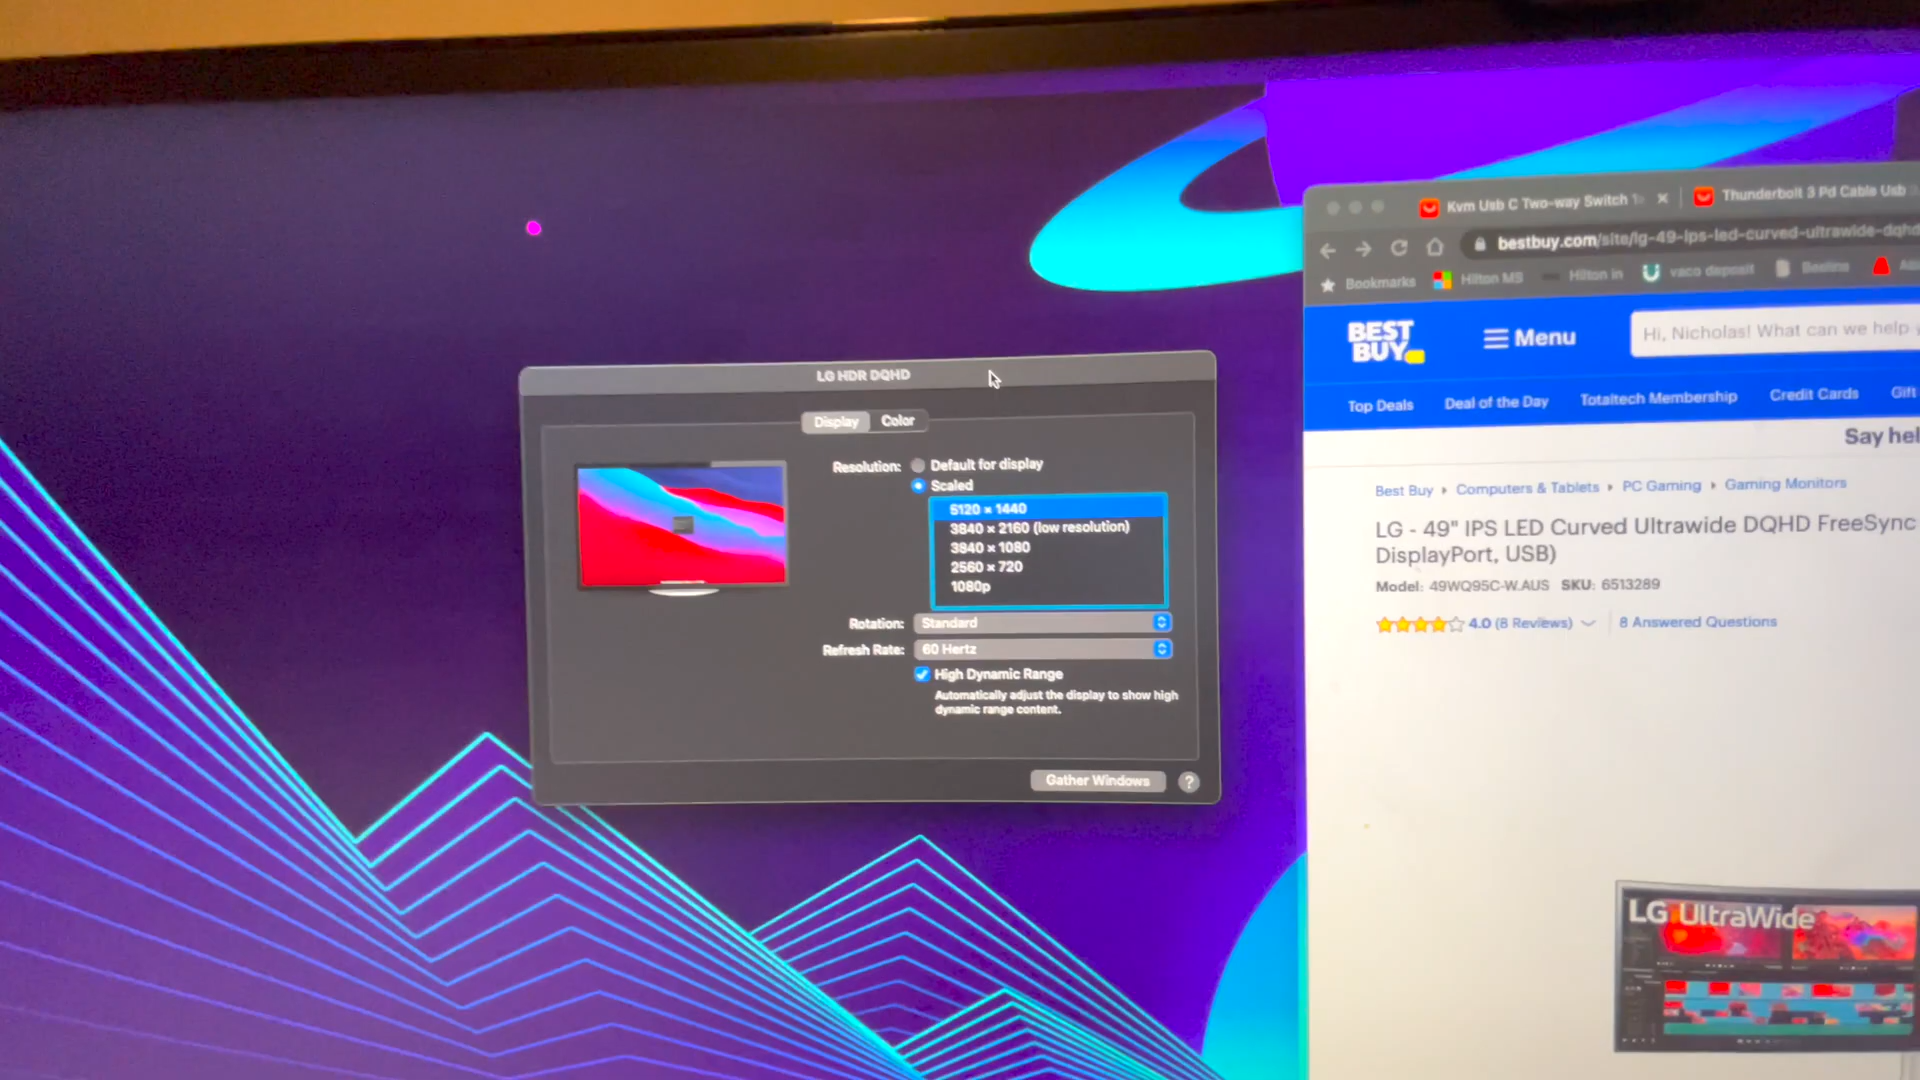 LG HDR DQHD
Display Color
Resolution: Default for display
Scaled
5120 × 1440
3840 × 2160 (low resolution)
3840 × 1080
2560 × 720
1080p
Rotation: Standard
Refresh Rate: 60 Hertz
High Dynamic Range
Automatically adjust the display to show high
dynamic range content.
Gather Windows ?
Kvm Usb C Two-way Switch Thunderbolt 3 Pd Cable Usb
bestbuy.com/site/lg-49-ips-led-curved-ultrawide-dqhd
Bookmarks Hilton MS Hilton in vaco deposit
BEST
BUY
Menu
Hi, Nicholas! What can we help
Top Deals Deal of the Day Totaltech Membership Credit Cards Gift
Say hel
Best Buy Computers & Tablets PC Gaming Gaming Monitors
LG - 49" IPS LED Curved Ultrawide DQHD FreeSync
DisplayPort, USB)
Model: 49WQ95C-W.AUS SKU: 6513289
4.0 (8 Reviews) 8 Answered Questions
LG UltraWide